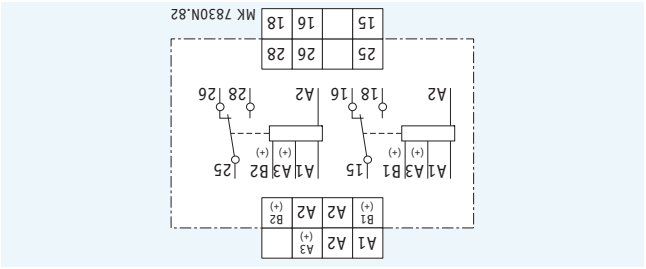 A1 A2 A3
(+)
B1 A2 A2 B2
(+) (+)
A1 A3 B1 15 A1 A3 B2 25
(+) (+) (+) (+)
A2 18 16 A2 28 26
25 26 28
15 16 18 MK 7830N.82